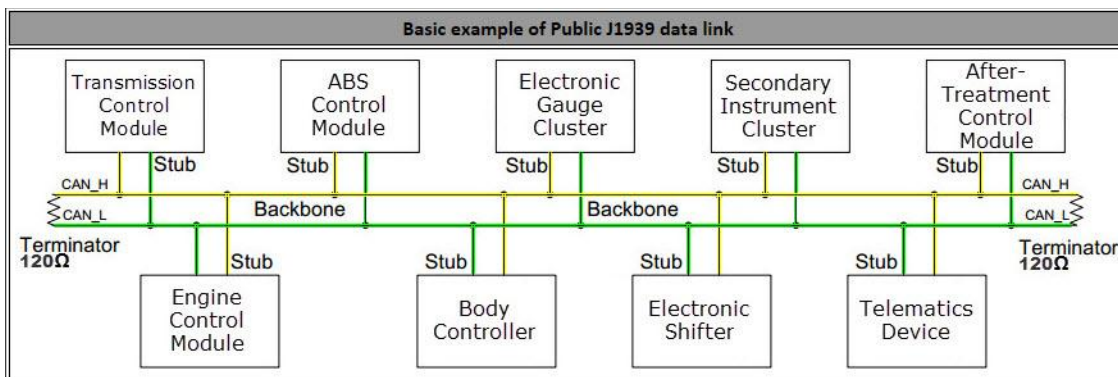 Basic example of Public J1939 data link
Transmission
Control
Module
ABS
Control
Module
Electronic
Gauge
Cluster
Secondary
Instrument
Cluster
After-
Treatment
Control
Module
Stub
Stub
Stub
Stub
Stub
CAN_H
CAN_H
CAN_L
Backbone
Backbone
CAN_L
Terminator
120Ω
Terminator
120Ω
Stub
Stub
Stub
Stub
Engine
Control
Module
Body
Controller
Electronic
Shifter
Telematics
Device